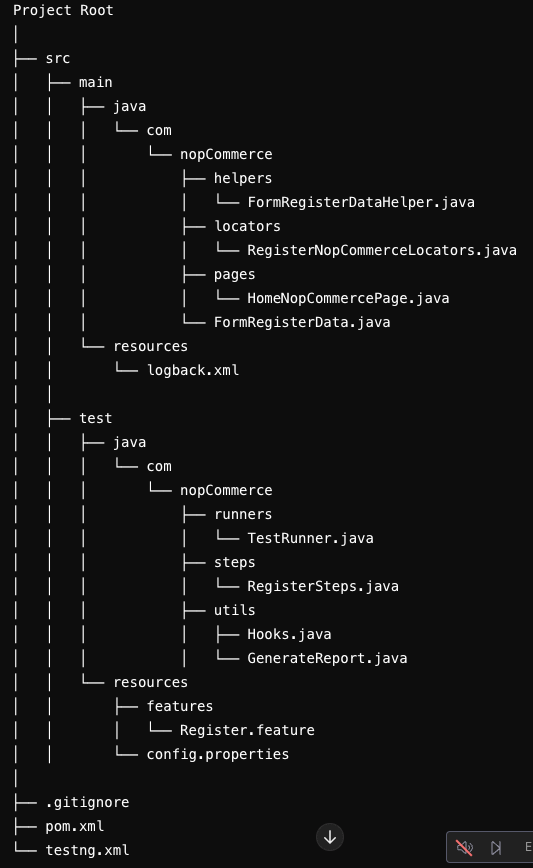 Project Root
│
├── src
│   ├── main
│   │   ├── java
│   │   │   └── com
│   │   │       └── nopCommerce
│   │   │           ├── helpers
│   │   │           │   └── FormRegisterDataHelper.java
│   │   │           ├── locators
│   │   │           │   └── RegisterNopCommerceLocators.java
│   │   │           ├── pages
│   │   │           │   └── HomeNopCommercePage.java
│   │   │           └── FormRegisterData.java
│   │   └── resources
│   │       └── logback.xml
│   │
│   ├── test
│   │   ├── java
│   │   │   └── com
│   │   │       └── nopCommerce
│   │   │           ├── runners
│   │   │           │   └── TestRunner.java
│   │   │           ├── steps
│   │   │           │   └── RegisterSteps.java
│   │   │           ├── utils
│   │   │           │   ├── Hooks.java
│   │   │           │   └── GenerateReport.java
│   │   └── resources
│   │       ├── features
│   │       │   └── Register.feature
│   │       └── config.properties
│
├── .gitignore
├── pom.xml
└── testng.xml
E